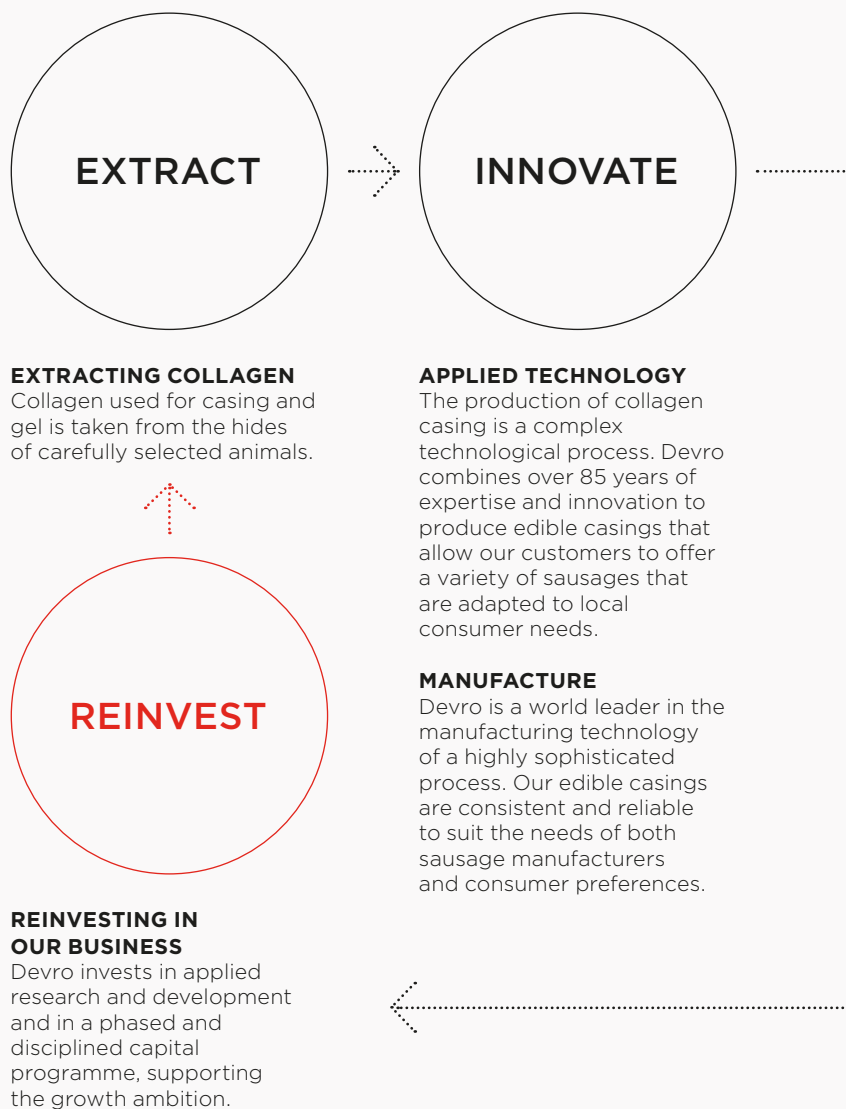 EXTRACT
INNOVATE
EXTRACTING COLLAGEN
Collagen used for casing and
gel is taken from the hides
of carefully selected animals.
APPLIED TECHNOLOGY
The production of collagen
casing is a complex
technological process. Devro
combines over 85 years of
expertise and innovation to
produce edible casings that
allow our customers to offer
a variety of sausages that
are adapted to local
consumer needs.
MANUFACTURE
Devro is a world leader in the
manufacturing technology
of a highly sophisticated
process. Our edible casings
are consistent and reliable
to suit the needs of both
sausage manufacturers
and consumer preferences.
REINVEST
REINVESTING IN
OUR BUSINESS
Devro invests in applied
research and development
and in a phased and
disciplined capital
programme, supporting
the growth ambition.